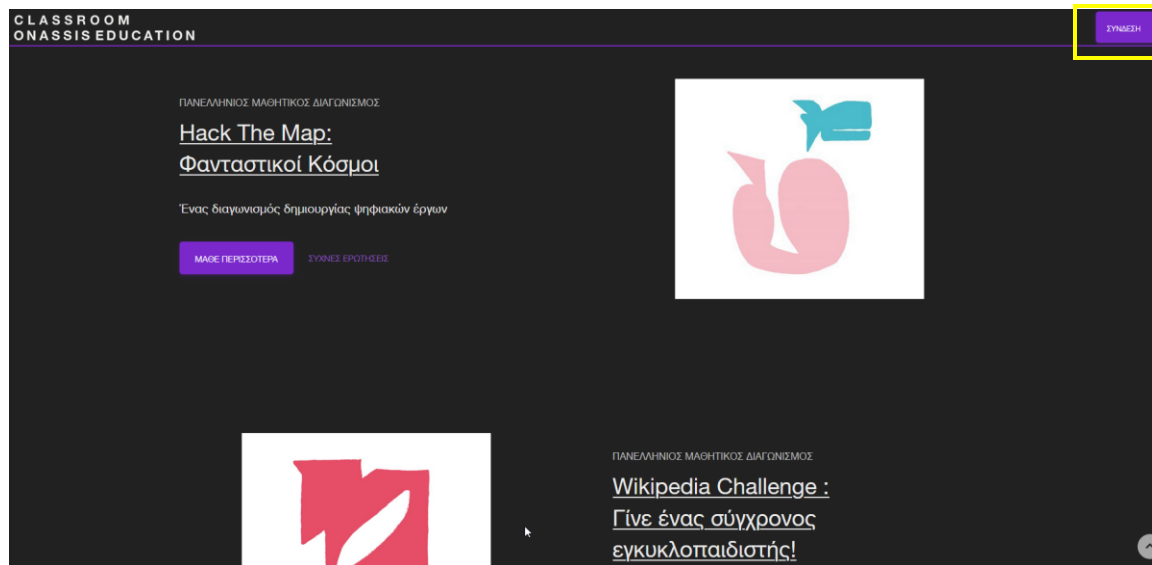 CLASSROOM
ONASSIS EDUCATION
ΣΥΝΔΕΣΗ
ΠΑΝΕΛΛΗΝΙΟΣ ΜΑΘΗΤΙΚΟΣ ΔΙΑΓΩΝΙΣΜΟΣ
Hack The Map:
Φανταστικοί Κόσμοι
Ένας διαγωνισμός δημιουργίας ψηφιακών έργων
ΜΑΘΕ ΠΕΡΙΣΣΟΤΕΡΑ ΣΥΧΝΕΣ ΕΡΩΤΗΣΕΙΣ
ΠΑΝΕΛΛΗΝΙΟΣ ΜΑΘΗΤΙΚΟΣ ΔΙΑΓΩΝΙΣΜΟΣ
Wikipedia Challenge :
Γίνε ένας σύγχρονος
εγκυκλοπαιδιστής!